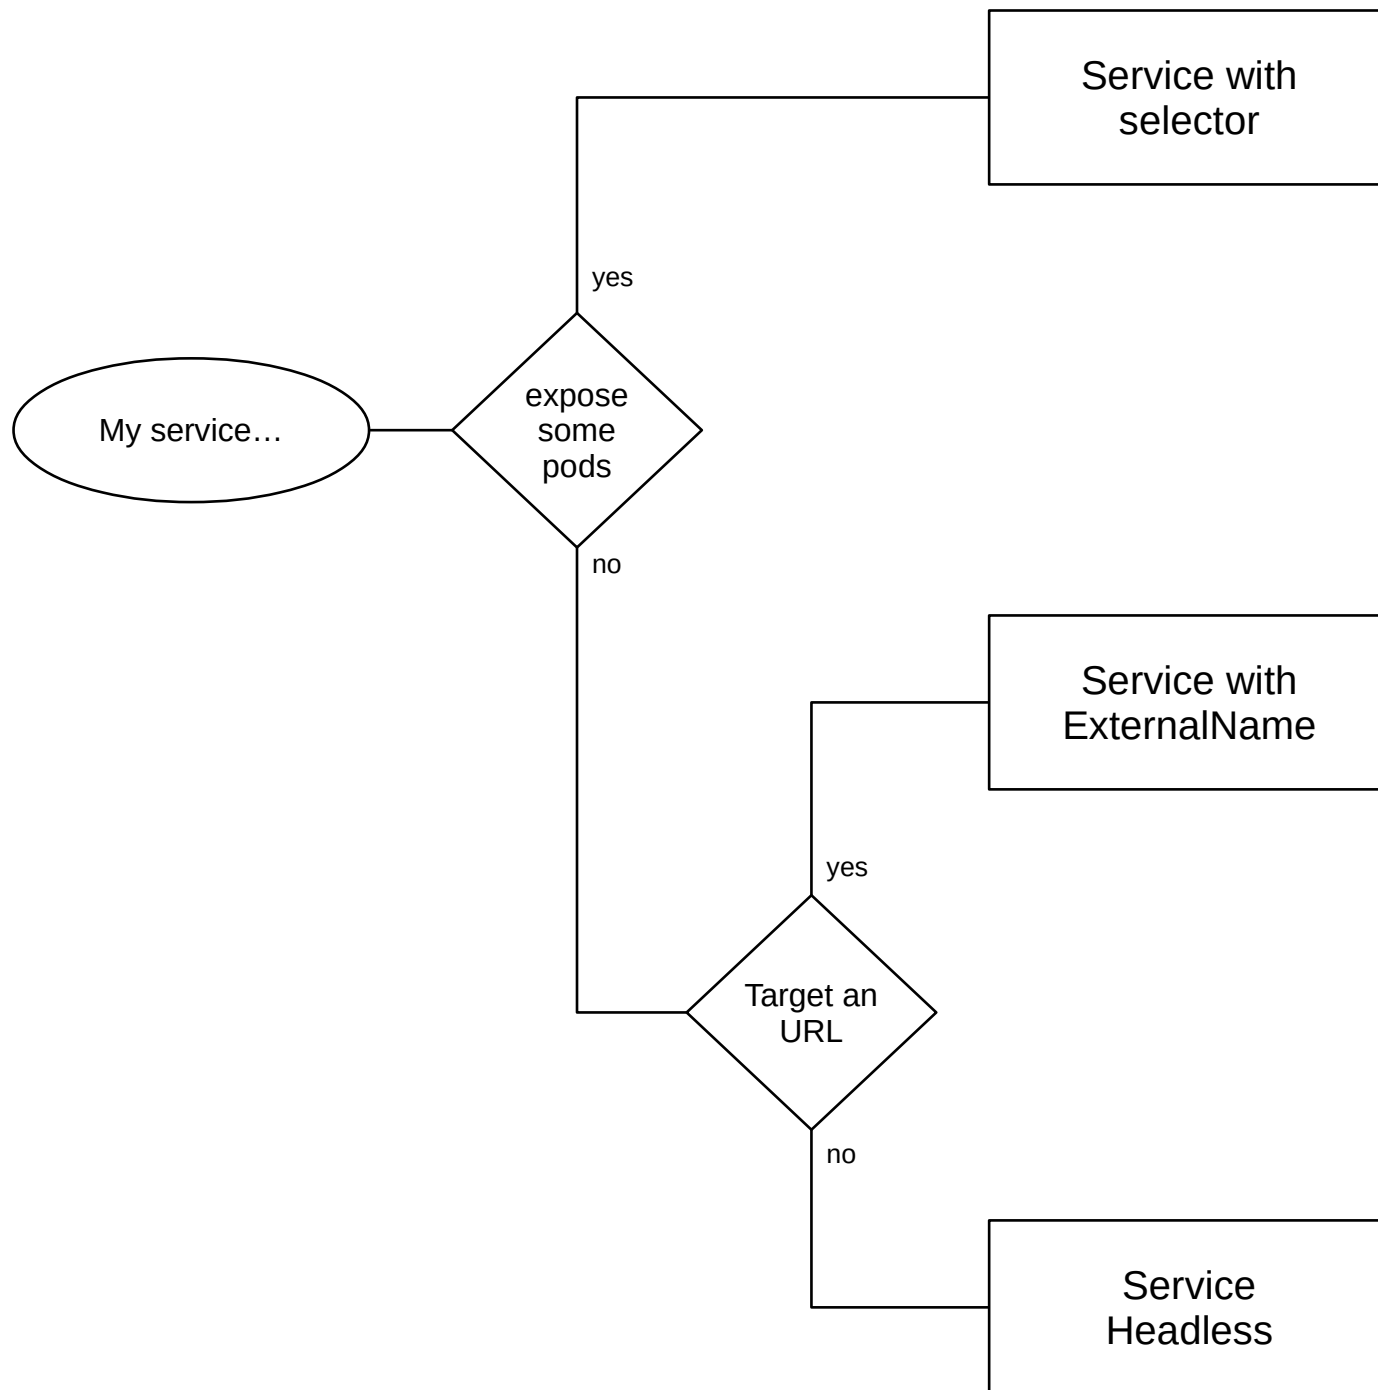 Service with
selector
yes
My service…
expose
some
pods
no
Service with
ExternalName
yes
Target an
URL
no
Service
Headless